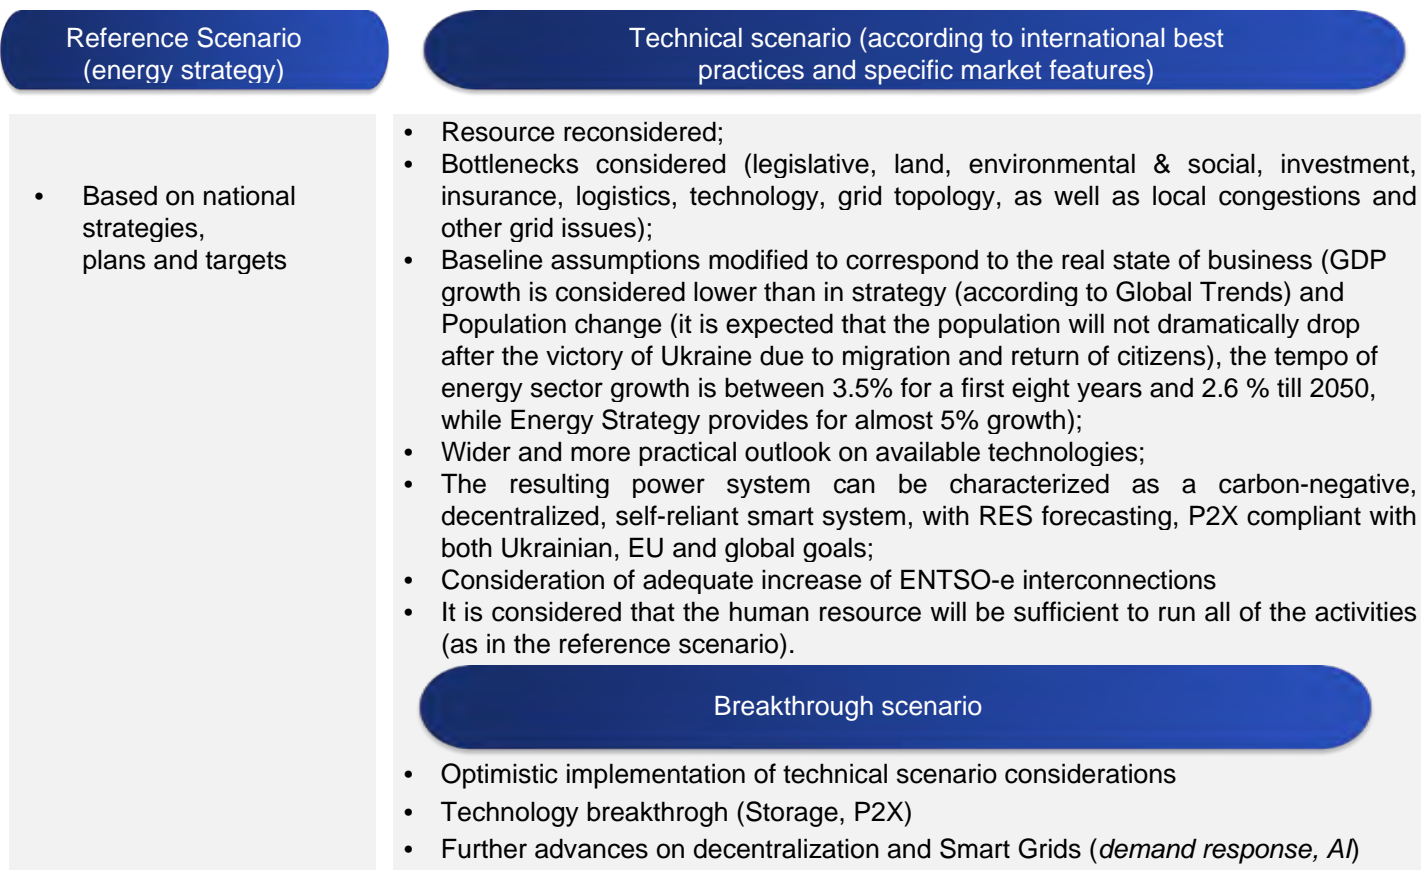 Reference Scenario
(energy strategy)
Technical scenario (according to international best
practices and specific market features)
• Based on national
strategies,
plans and targets
• Resource reconsidered;
• Bottlenecks considered (legislative, land, environmental & social, investment,
insurance, logistics, technology, grid topology, as well as local congestions and
other grid issues);
• Baseline assumptions modified to correspond to the real state of business (GDP
growth is considered lower than in strategy (according to Global Trends) and
Population change (it is expected that the population will not dramatically drop
after the victory of Ukraine due to migration and return of citizens), the tempo of
energy sector growth is between 3.5% for a first eight years and 2.6 % till 2050,
while Energy Strategy provides for almost 5% growth);
• Wider and more practical outlook on available technologies;
• The resulting power system can be characterized as a carbon-negative,
decentralized, self-reliant smart system, with RES forecasting, P2X compliant with
both Ukrainian, EU and global goals;
• Consideration of adequate increase of ENTSO-e interconnections
• It is considered that the human resource will be sufficient to run all of the activities
(as in the reference scenario).
Breakthrough scenario
• Optimistic implementation of technical scenario considerations
• Technology breakthrogh (Storage, P2X)
• Further advances on decentralization and Smart Grids (demand response, AI)